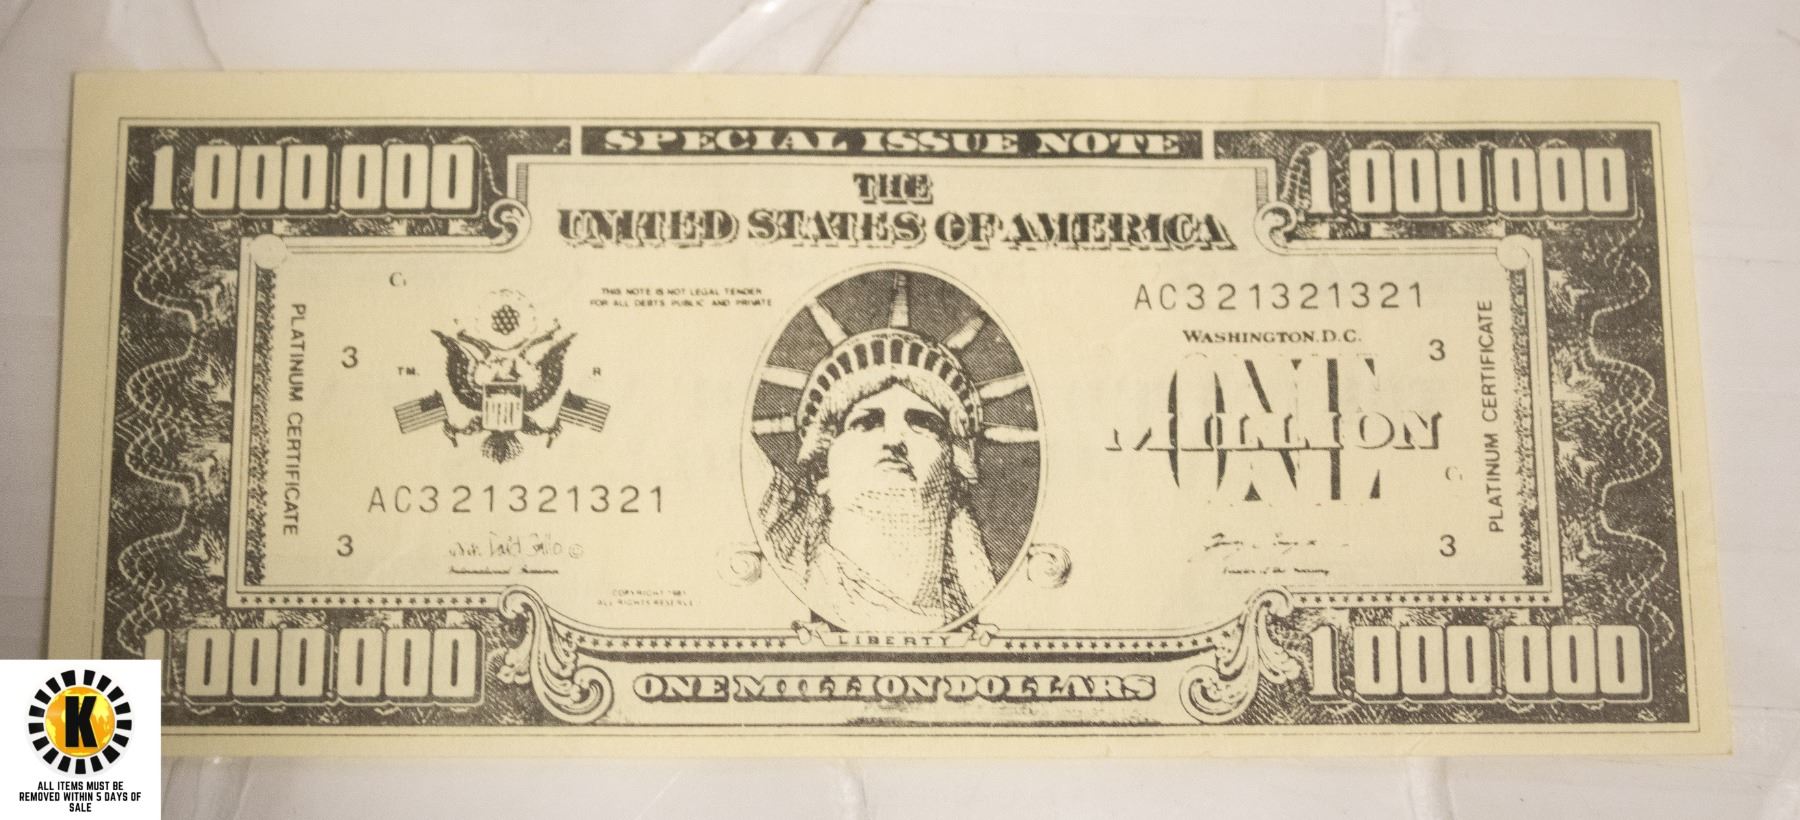 SPECIAL ISSUE NOTE
1 000 000
1 000 000
THE
UNITED STATES OF AMERICA
G
THIS NOTE IS NOT LEGAL TENDER
FOR ALL DEBTS, PUBLIC AND PRIVATE
AC321321321
WASHINGTON, D.C.
3
3
TM.
R
ONE
MILLION
ONE
PLATINUM CERTIFICATE
PLATINUM CERTIFICATE
G
AC321321321
3
3
©
COPYRIGHT 1981
ALL RIGHTS RESERVED
LIBERTY
1 000 000
1 000 000
ONE MILLION DOLLARS
K
ALL ITEMS MUST BE
REMOVED WITHIN 5 DAYS OF
SALE